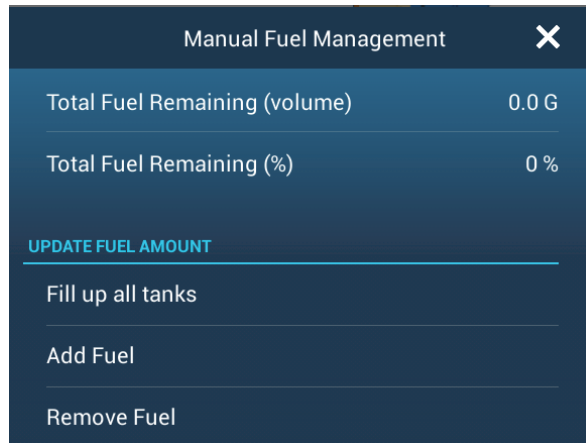 Manual Fuel Management
Total Fuel Remaining (volume) 0.0 G
Total Fuel Remaining (%) 0 %
UPDATE FUEL AMOUNT
Fill up all tanks
Add Fuel
Remove Fuel